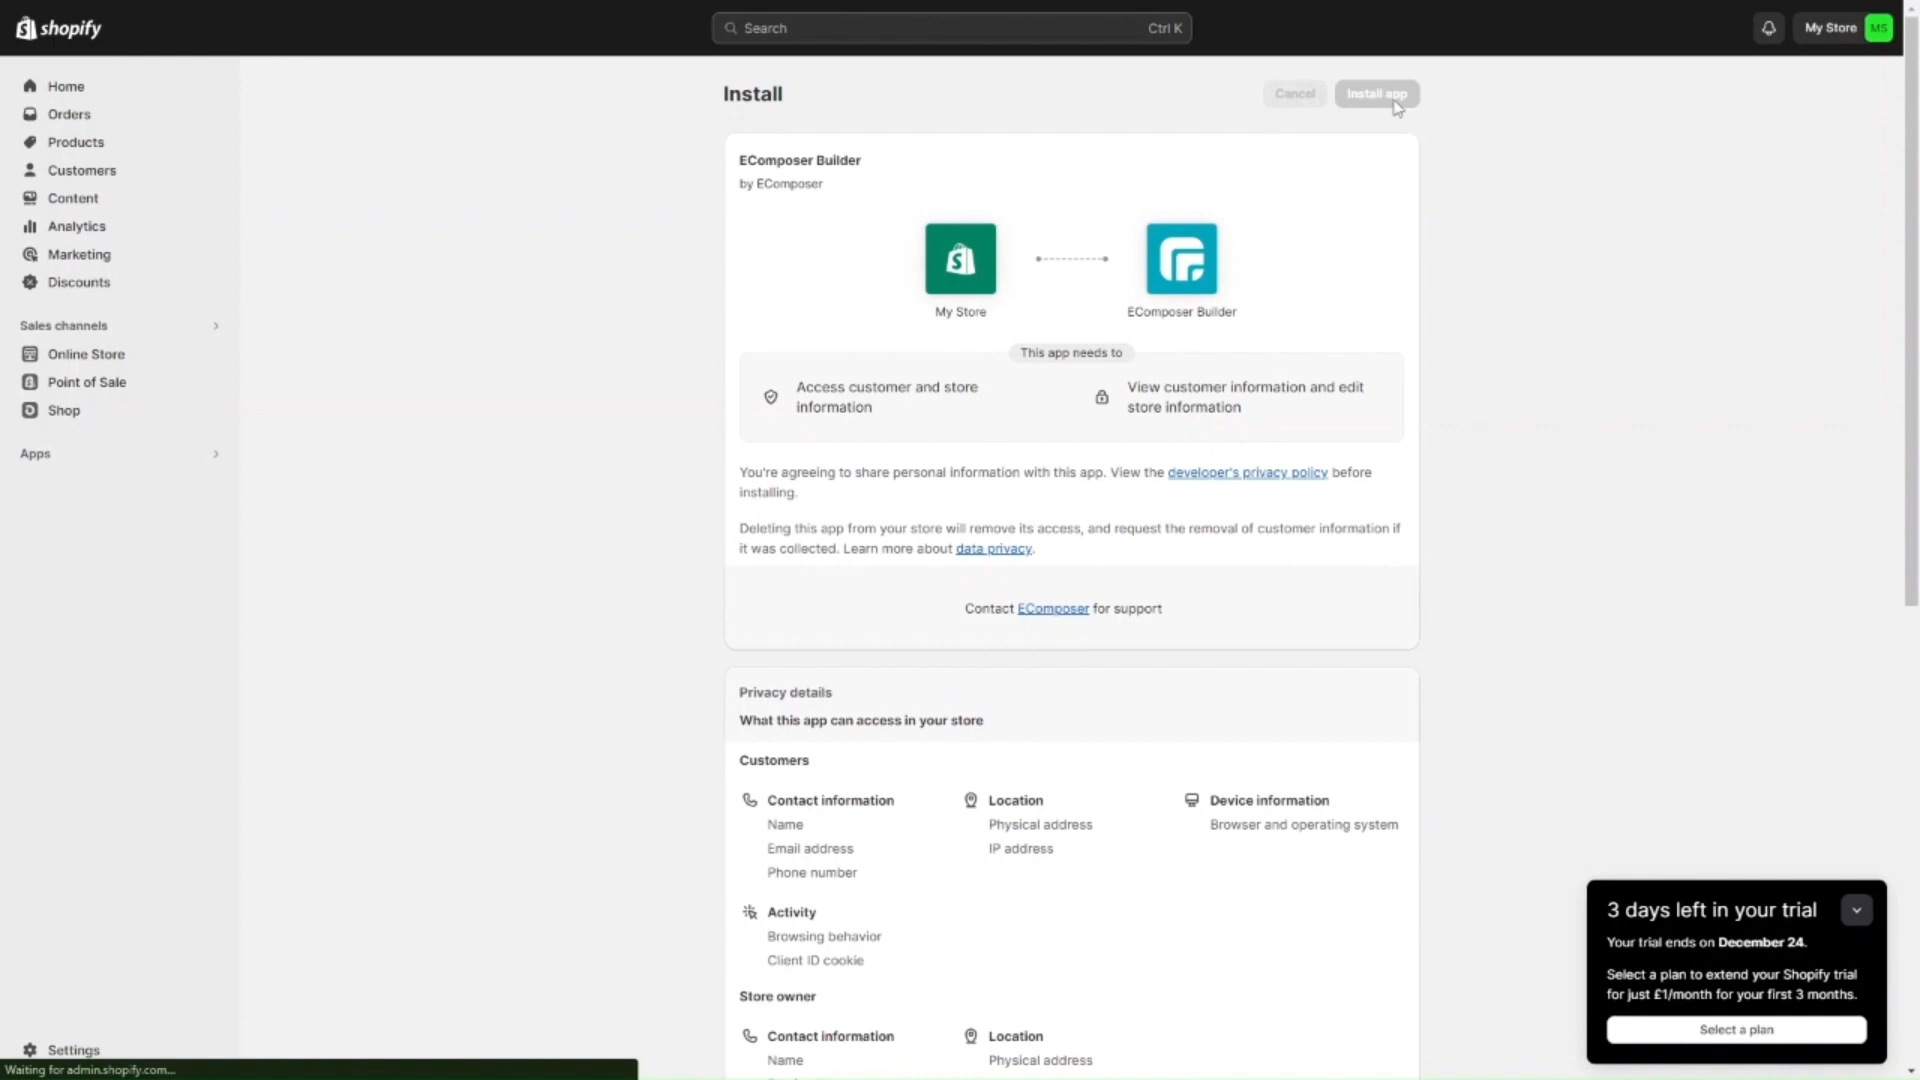 shopify
Search
Ctrl K
My Store
MS
Home
Orders
Products
Customers
Content
Analytics
Marketing
Discounts
Sales channels
Online Store
Point of Sale
Shop
Apps
Settings
Waiting for admin.shopify.com...
Install
Cancel
Install app
EComposer Builder
by EComposer
My Store
EComposer Builder
This app needs to
Access customer and store
information
View customer information and edit
store information
You're agreeing to share personal information with this app. View the developer's privacy policy before
installing.
Deleting this app from your store will remove its access, and request the removal of customer information if
it was collected. Learn more about data privacy.
Contact EComposer for support
Privacy details
What this app can access in your store
Customers
Contact information
Name
Email address
Phone number
Location
Physical address
IP address
Device information
Browser and operating system
Activity
Browsing behavior
Client ID cookie
Store owner
Contact information
Name
Location
Physical address
3 days left in your trial
Your trial ends on December 24.
Select a plan to extend your Shopify trial
for just £1/month for your first 3 months.
Select a plan